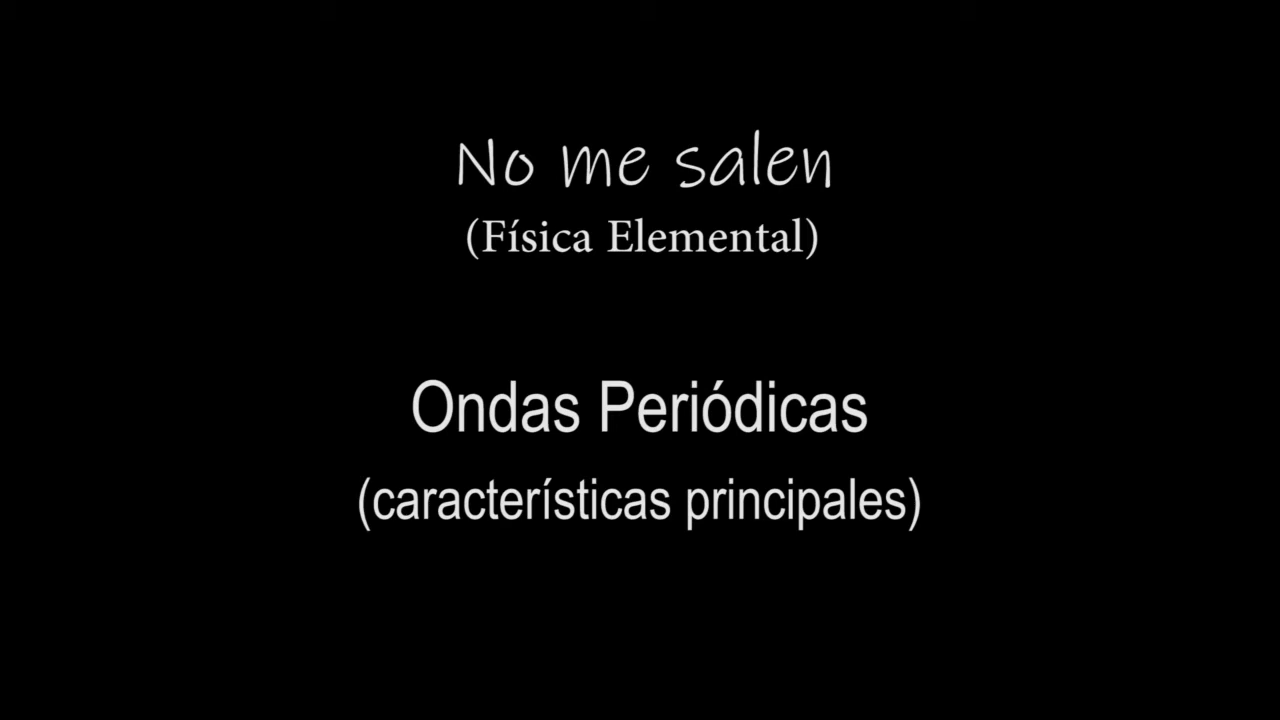 No me salen
(Física Elemental)
Ondas Periódicas
(características principales)